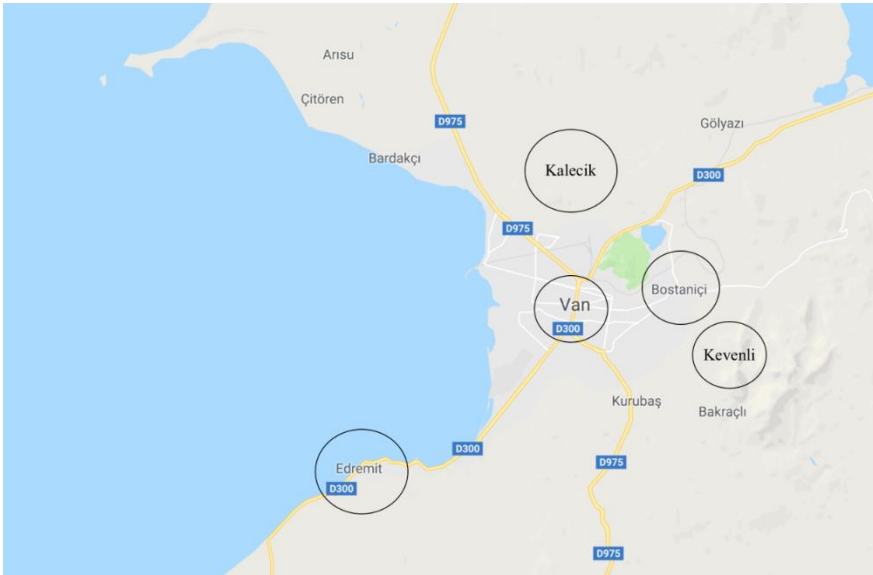 Arısu
Çitören
D975
Gölyazı
Bardakçı
Kalecik
D300
D975
Bostaniçi
Van
D300
Kevenli
Kurubaş
Bakraçlı
D300
D975
Edremit
D300
D975